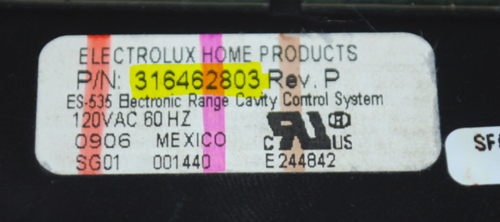 ELECTROLUX HOME PRODUCTS
P/N: 316462803 Rev. P
ES-535 Electronic Range Cavity Control System
120VAC 60 HZ
0906 MEXICO
C RU US
SG01 001440 E244842
SF